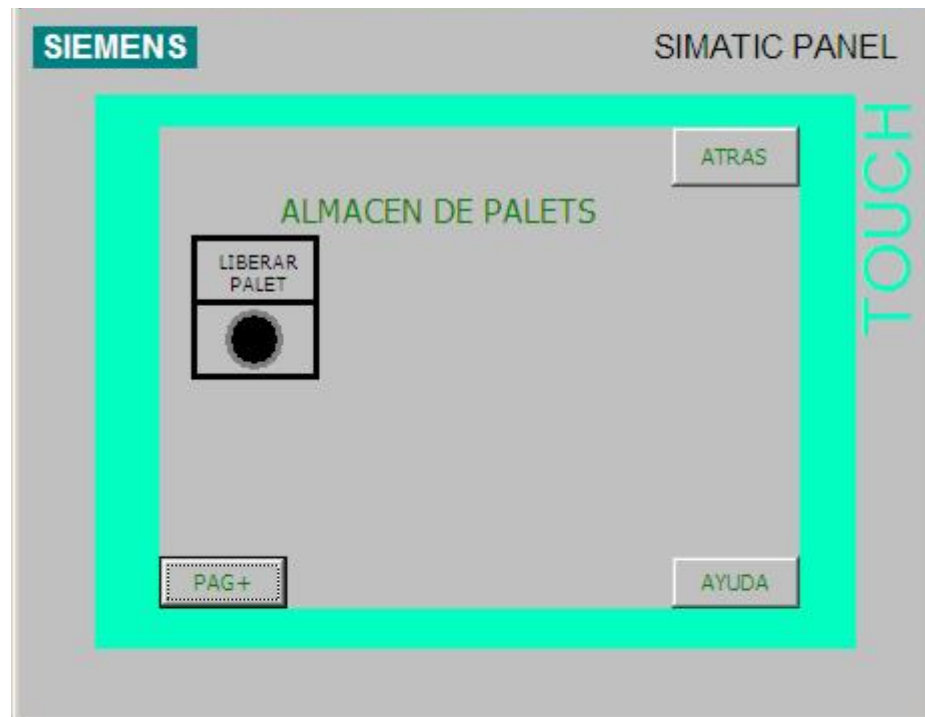 SIEMENS
SIMATIC PANEL
TOUCH
ATRAS
ALMACEN DE PALETS
LIBERAR
PALET
PAG+
AYUDA